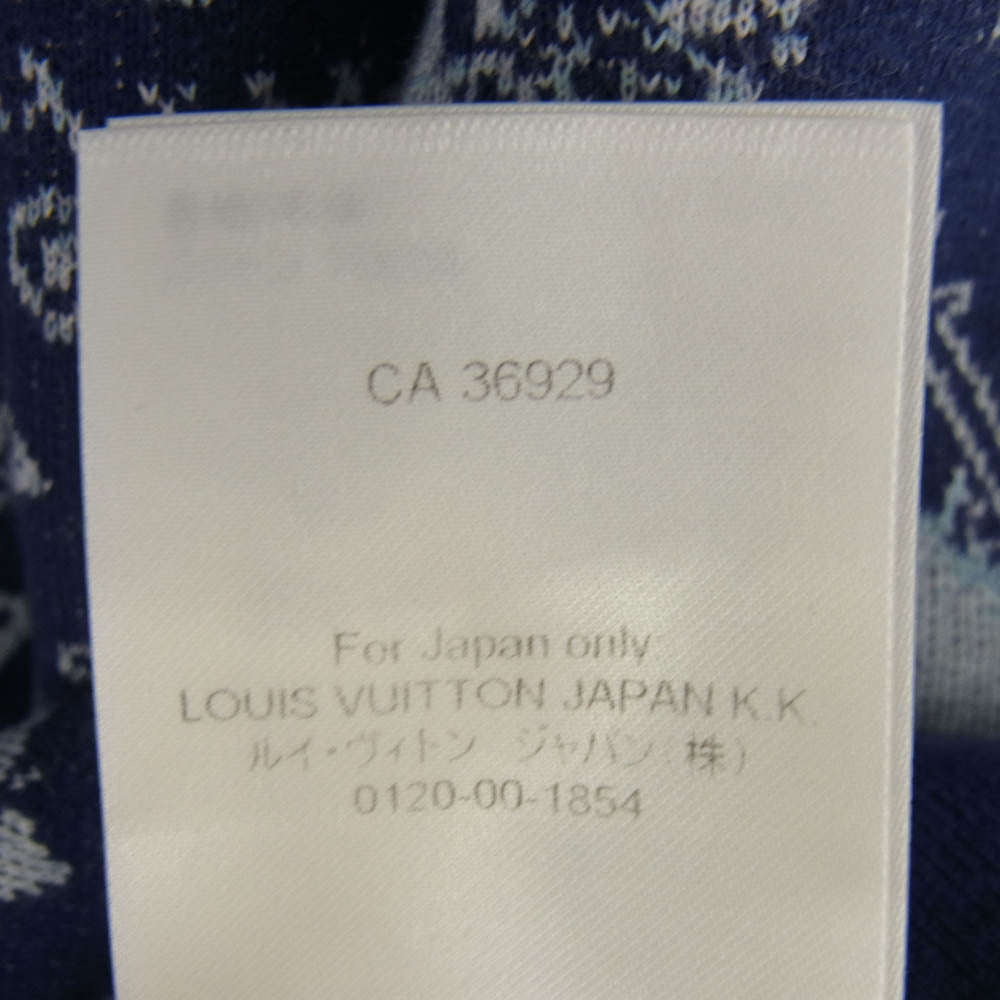 CA 36929
For Japan only
LOUIS VUITTON JAPAN K.K.
ルイ・ヴィトン ジャパン(株)
0120-00-1854